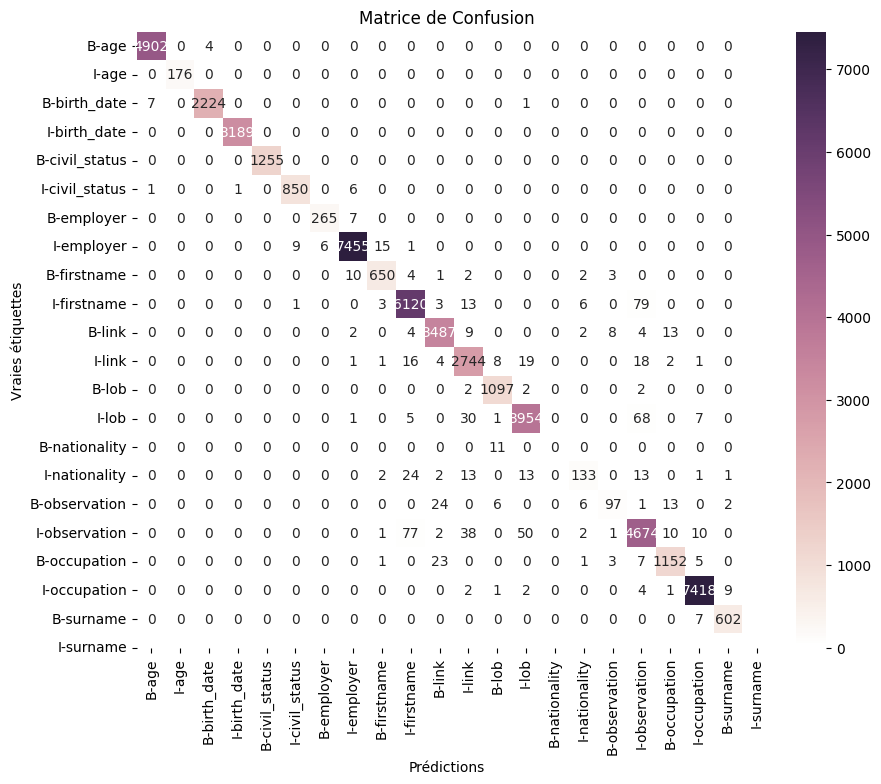 Matrice de Confusion
B-age 4902 0 4 0 0 0 0 0 0 0 0 0 0 0 0 0 0 0 0 0 0
I-age 0 176 0 0 0 0 0 0 0 0 0 0 0 0 0 0 0 0 0 0 0
B-birth_date 7 0 2224 0 0 0 0 0 0 0 0 0 0 1 0 0 0 0 0 0 0
I-birth_date 0 0 0 3189 0 0 0 0 0 0 0 0 0 0 0 0 0 0 0 0 0
B-civil_status 0 0 0 0 1255 0 0 0 0 0 0 0 0 0 0 0 0 0 0 0 0
I-civil_status 1 0 0 1 0 850 0 6 0 0 0 0 0 0 0 0 0 0 0 0 0
B-employer 0 0 0 0 0 0 265 7 0 0 0 0 0 0 0 0 0 0 0 0 0
I-employer 0 0 0 0 0 9 6 7455 15 1 0 0 0 0 0 0 0 0 0 0 0
B-firstname 0 0 0 0 0 0 0 10 650 4 1 2 0 0 0 2 3 0 0 0 0
I-firstname 0 0 0 0 0 1 0 0 3 6120 3 13 0 0 0 6 0 79 0 0 0
B-link 0 0 0 0 0 0 0 2 0 4 3487 9 0 0 0 2 8 4 13 0 0
I-link 0 0 0 0 0 0 0 1 1 16 4 2744 8 19 0 0 0 18 2 1 0
B-lob 0 0 0 0 0 0 0 0 0 0 0 2 1097 2 0 0 0 2 0 0 0
I-lob 0 0 0 0 0 0 0 1 0 5 0 30 1 3954 0 0 0 68 0 7 0
B-nationality 0 0 0 0 0 0 0 0 0 0 0 0 11 0 0 0 0 0 0 0 0
I-nationality 0 0 0 0 0 0 0 0 2 24 2 13 0 13 0 133 0 13 0 1 1
B-observation 0 0 0 0 0 0 0 0 0 0 24 0 6 0 0 6 97 1 13 0 2
I-observation 0 0 0 0 0 0 0 0 1 77 2 38 0 50 0 2 1 4674 10 10 0
B-occupation 0 0 0 0 0 0 0 0 1 0 23 0 0 0 0 1 3 7 1152 5 0
I-occupation 0 0 0 0 0 0 0 0 0 0 0 2 1 2 0 0 0 4 1 7418 9
B-surname 0 0 0 0 0 0 0 0 0 0 0 0 0 0 0 0 0 0 0 7 602
I-surname
Vraies étiquettes
B-age
I-age
B-birth_date
I-birth_date
B-civil_status
I-civil_status
B-employer
I-employer
B-firstname
I-firstname
B-link
I-link
B-lob
I-lob
B-nationality
I-nationality
B-observation
I-observation
B-occupation
I-occupation
B-surname
I-surname
Prédictions
7000
6000
5000
4000
3000
2000
1000
0